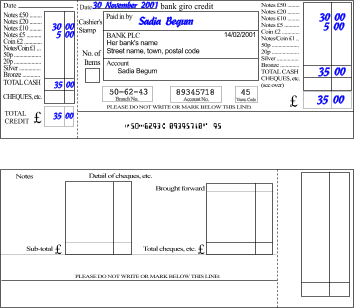 Date
Notes £50
Notes £20
Notes £10 30 00
Notes £5 5 00
Coin £2
Notes/Coin £1
50p
20p
Silver
Bronze
TOTAL CASH 35 00
CHEQUES, etc.
TOTAL CREDIT £ 35 00
Date 30 November 2001 bank giro credit
Cashier's Stamp
Paid in by Sadia Begum
BANK PLC 14/02/2001
Her bank's name
Street name, town, postal code
No. of Items
Account
Sadia Begum
50-62-43 89345718 45
Branch No. Account No. Trans Code
PLEASE DO NOT WRITE OR MARK BELOW THIS LINE
Notes £50
Notes £20
Notes £10 30 00
Notes £5 5 00
Coin £2
Notes/Coin £1
50p
20p
Silver
Bronze
TOTAL CASH 35 00
CHEQUES, etc.
(see over)
£ 35 00
Notes Detail of cheques, etc.
Brought forward
Sub-total £ Total cheques, etc. £
PLEASE DO NOT WRITE OR MARK BELOW THIS LINE